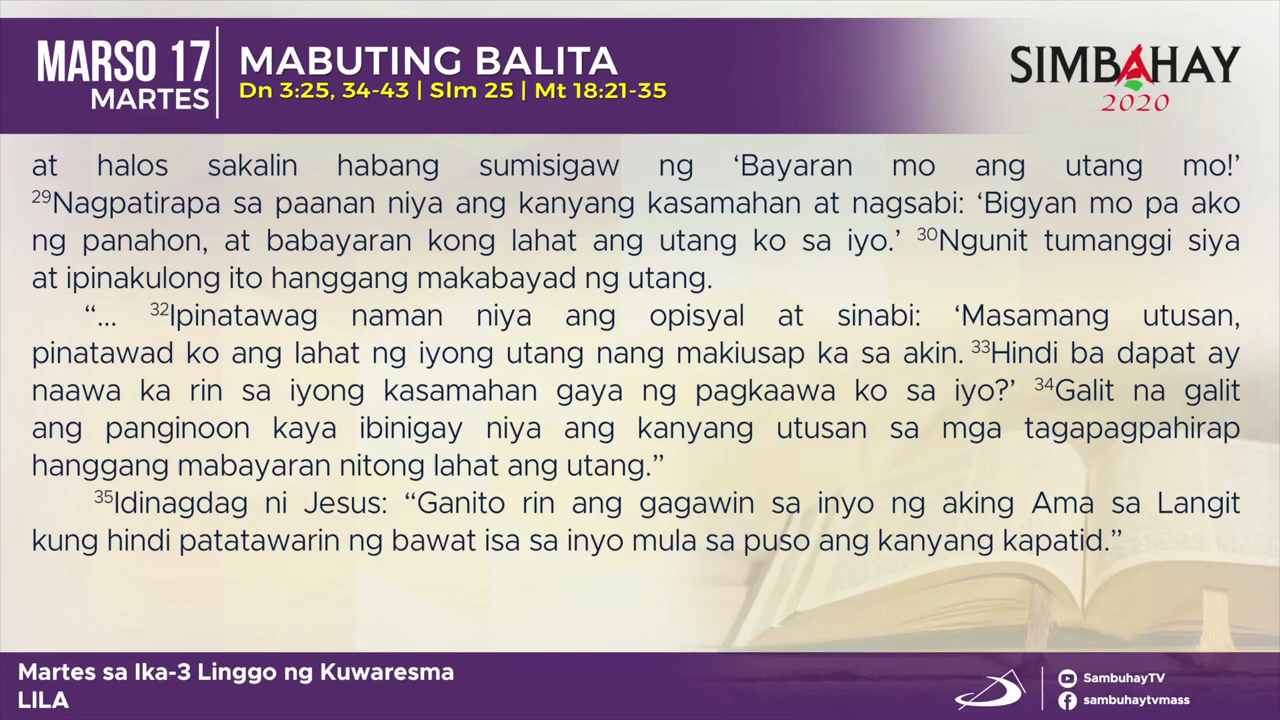 MARSO 17
MARTES
MABUTING BALITA
Dn 3:25, 34-43 | Slm 25 | Mt 18:21-35
SIMBAHAY
2020
at halos sakalin habang sumisigaw ng ‘Bayaran mo ang utang mo!’
29Nagpatirapa sa paanan niya ang kanyang kasamahan at nagsabi: ‘Bigyan mo pa ako
ng panahon, at babayaran kong lahat ang utang ko sa iyo.’ 30Ngunit tumanggi siya
at ipinakulong ito hanggang makabayad ng utang.
“... 32Ipinatawag naman niya ang opisyal at sinabi: ‘Masamang utusan,
pinatawad ko ang lahat ng iyong utang nang makiusap ka sa akin. 33Hindi ba dapat ay
naawa ka rin sa iyong kasamahan gaya ng pagkaawa ko sa iyo?’ 34Galit na galit
ang panginoon kaya ibinigay niya ang kanyang utusan sa mga tagapagpahirap
hanggang mabayaran nitong lahat ang utang.”
35Idinagdag ni Jesus: “Ganito rin ang gagawin sa inyo ng aking Ama sa Langit
kung hindi patatawarin ng bawat isa sa inyo mula sa puso ang kanyang kapatid.”
Martes sa Ika-3 Linggo ng Kuwaresma
LILA
SambuhayTV
sambuhaytvmass